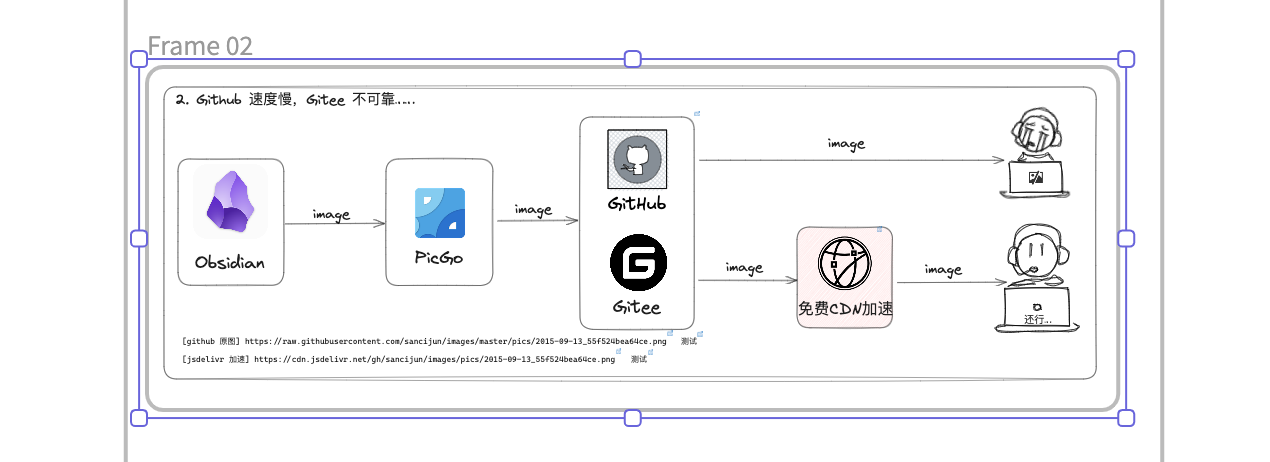 Frame 02
2. Github 速度慢, Gitee 不可靠.....
image
GitHub
image
image
Obsidian
PicGo
Gitee
image
免费CDN加速
image
还行...
[github 原图] https://raw.githubusercontent.com/sancijun/images/master/pics/2015-09-13_55f524bea64ce.png 测试
[jsdelivr 加速] https://cdn.jsdelivr.net/gh/sancijun/images/pics/2015-09-13_55f524bea64ce.png 测试